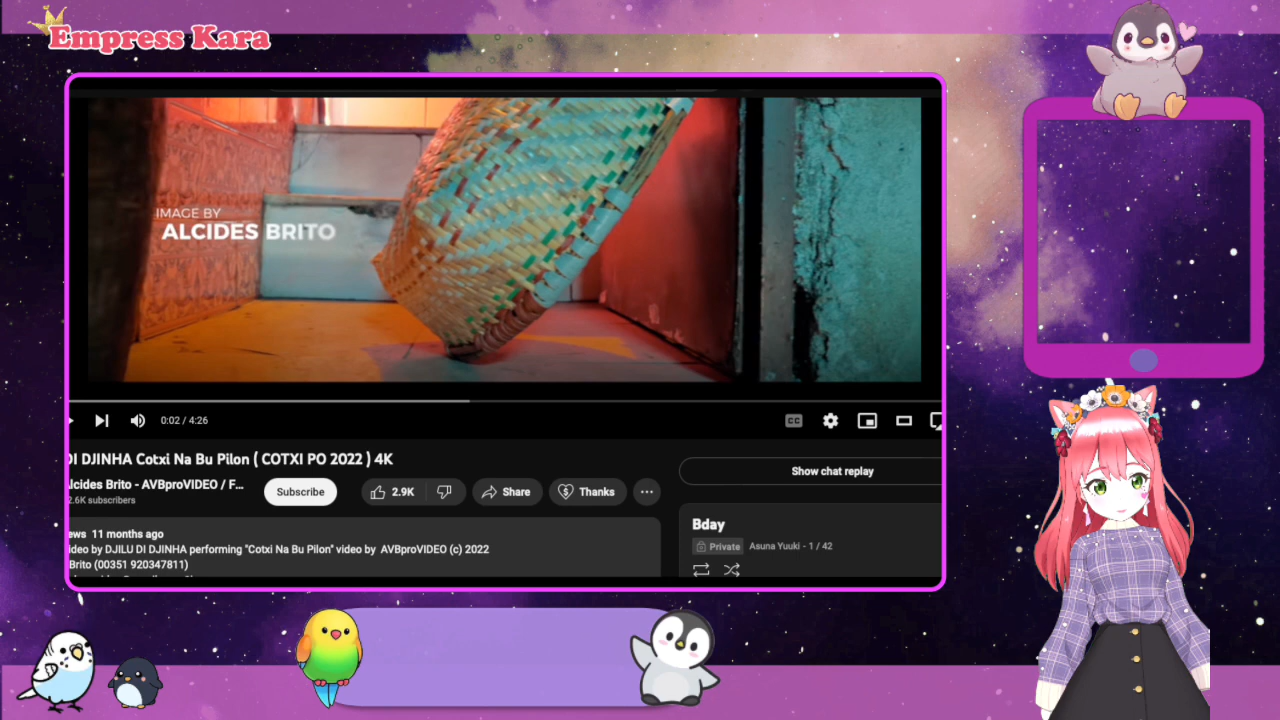 Empress Kara
IMAGE BY
ALCIDES BRITO
0:02 / 4:26
CC
DI DJINHA Cotxi Na Bu Pilon ( COTXI PO 2022 ) 4K
lcides Brito - AVBproVIDEO / F...
2.6K subscribers
Subscribe
2.9K
Share
Thanks
Show chat replay
ews 11 months ago
ideo by DJILU DI DJINHA performing "Cotxi Na Bu Pilon" video by AVBproVIDEO (c) 2022
Brito (00351 920347811)
Bday
Private
Asuna Yuuki - 1 / 42